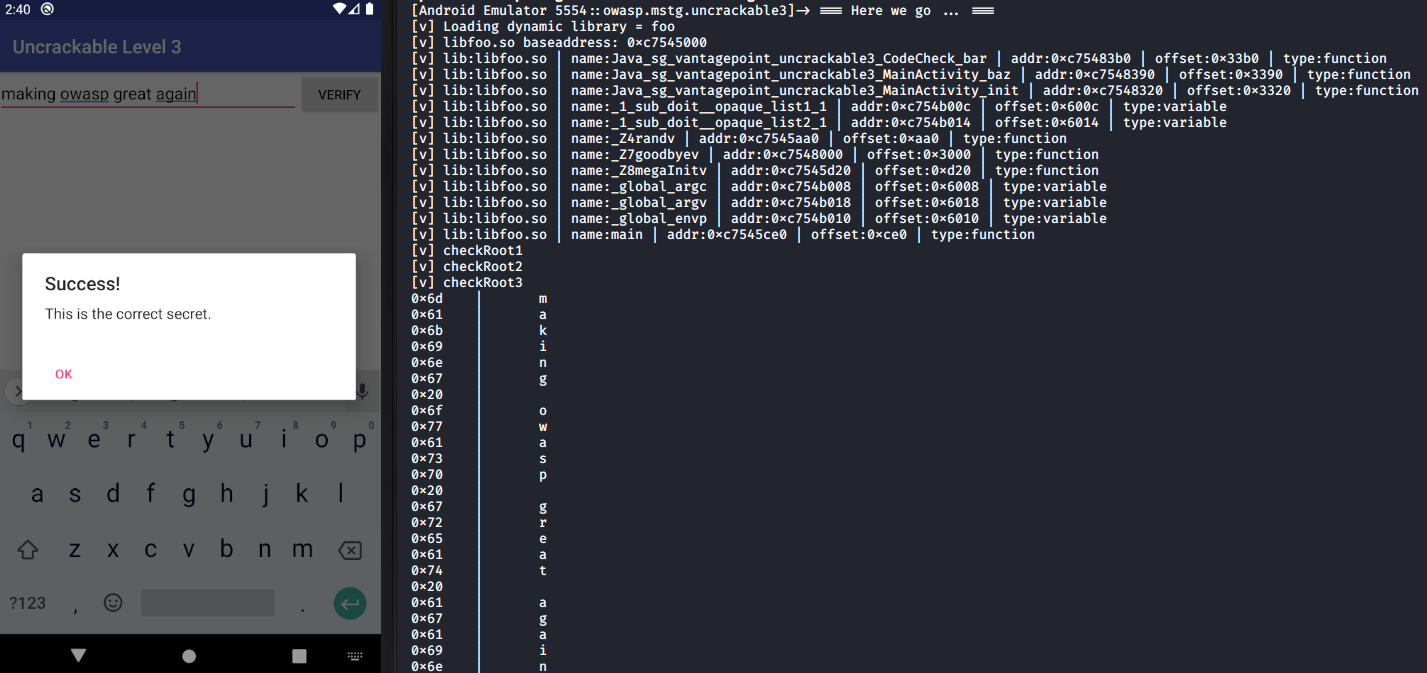 2:40
Uncrackable Level 3
making owasp great again
VERIFY
Success!
This is the correct secret.
OK
1 2 3 4 5 6 7 8 9 0
q w e r t y u i o p
a s d f g h j k l
z x c v b n m
?123 , .
[Android Emulator 5554::owasp.mstg.uncrackable3]→ === Here we go ... ===
[v] Loading dynamic library = foo
[v] libfoo.so baseaddress: 0×c7545000
[v] lib:libfoo.so | name:Java_sg_vantagepoint_uncrackable3_CodeCheck_bar | addr:0×c75483b0 | offset:0×33b0 | type:function
[v] lib:libfoo.so | name:Java_sg_vantagepoint_uncrackable3_MainActivity_baz | addr:0×c7548390 | offset:0×3390 | type:function
[v] lib:libfoo.so | name:Java_sg_vantagepoint_uncrackable3_MainActivity_init | addr:0×c7548320 | offset:0×3320 | type:function
[v] lib:libfoo.so | name:_1_sub_doit__opaque_list1_1 | addr:0×c754b00c | offset:0×600c | type:variable
[v] lib:libfoo.so | name:_1_sub_doit__opaque_list2_1 | addr:0×c754b014 | offset:0×6014 | type:variable
[v] lib:libfoo.so | name:_Z4randv | addr:0×c7545aa0 | offset:0×aa0 | type:function
[v] lib:libfoo.so | name:_Z7goodbyev | addr:0×c7548000 | offset:0×3000 | type:function
[v] lib:libfoo.so | name:_Z8megaInitv | addr:0×c7545d20 | offset:0×d20 | type:function
[v] lib:libfoo.so | name:_global_argc | addr:0×c754b008 | offset:0×6008 | type:variable
[v] lib:libfoo.so | name:_global_argv | addr:0×c754b018 | offset:0×6018 | type:variable
[v] lib:libfoo.so | name:_global_envp | addr:0×c754b010 | offset:0×6010 | type:variable
[v] lib:libfoo.so | name:main | addr:0×c7545ce0 | offset:0×ce0 | type:function
[v] checkRoot1
[v] checkRoot2
[v] checkRoot3
0×6d | m
0×61 | a
0×6b | k
0×69 | i
0×6e | n
0×67 | g
0×20 |
0×6f | o
0×77 | w
0×61 | a
0×73 | s
0×70 | p
0×20 |
0×67 | g
0×72 | r
0×65 | e
0×61 | a
0×74 | t
0×20 |
0×61 | a
0×67 | g
0×61 | a
0×69 | i
0×6e | n